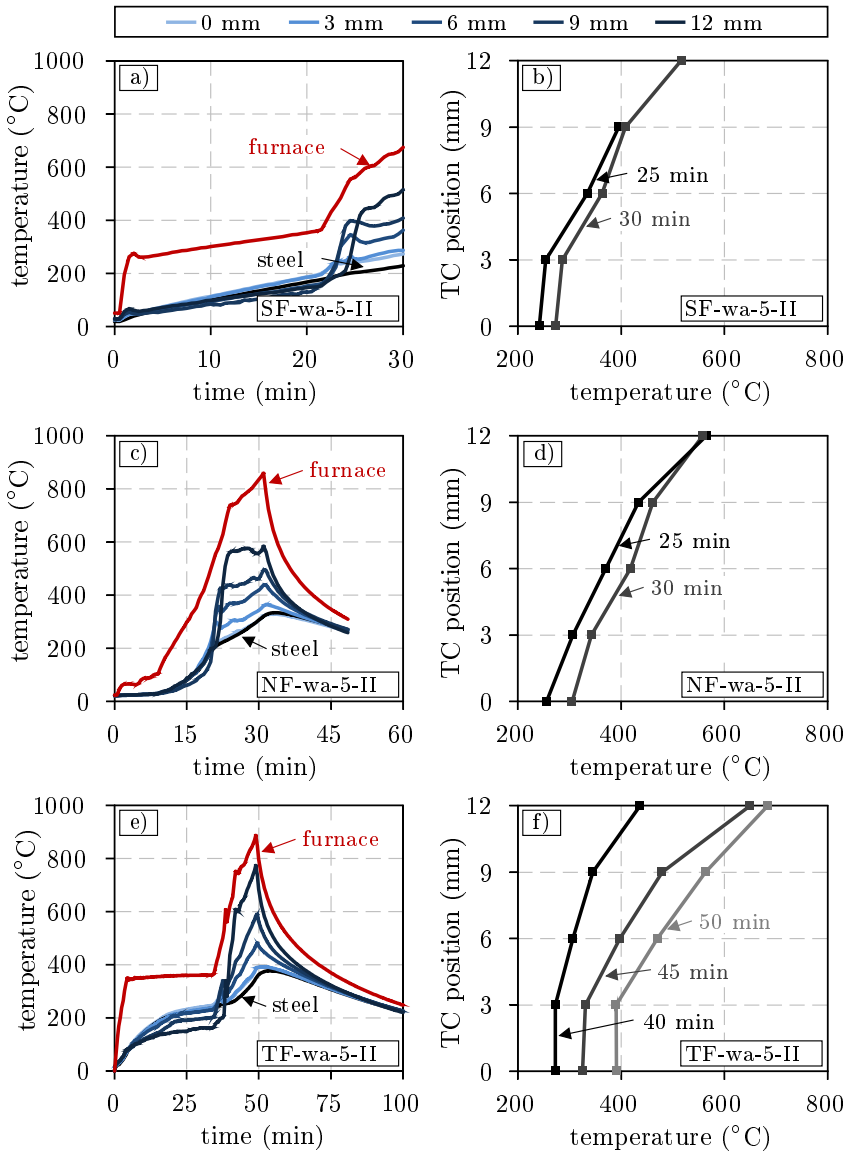 0 mm 3 mm 6 mm 9 mm 12 mm
a)
temperature (°C)
1000
800
600
400
200
0
furnace
steel
SF-wa-5-II
0 10 20 30
time (min)
b)
TC position (mm)
12
9
6
3
0
25 min
30 min
SF-wa-5-II
200 400 600 800
temperature (°C)
c)
temperature (°C)
1000
800
600
400
200
0
furnace
steel
NF-wa-5-II
0 15 30 45 60
time (min)
d)
TC position (mm)
12
9
6
3
0
25 min
30 min
NF-wa-5-II
200 400 600 800
temperature (°C)
e)
temperature (°C)
1000
800
600
400
200
0
furnace
steel
TF-wa-5-II
0 25 50 75 100
time (min)
f)
TC position (mm)
12
9
6
3
0
50 min
45 min
40 min
TF-wa-5-II
200 400 600 800
temperature (°C)